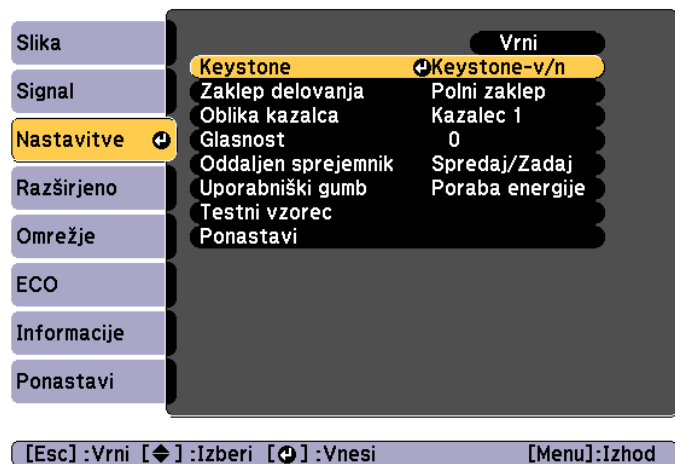 Slika
Signal
Nastavitve
Razširjeno
Omrežje
ECO
Informacije
Ponastavi
Vrni
Keystone Keystone-v/n
Zaklep delovanja Polni zaklep
Oblika kazalca Kazalec 1
Glasnost 0
Oddaljen sprejemnik Spredaj/Zadaj
Uporabniški gumb Poraba energije
Testni vzorec
Ponastavi
[Esc] :Vrni [◆] :Izberi [↵] :Vnesi [Menu]:Izhod